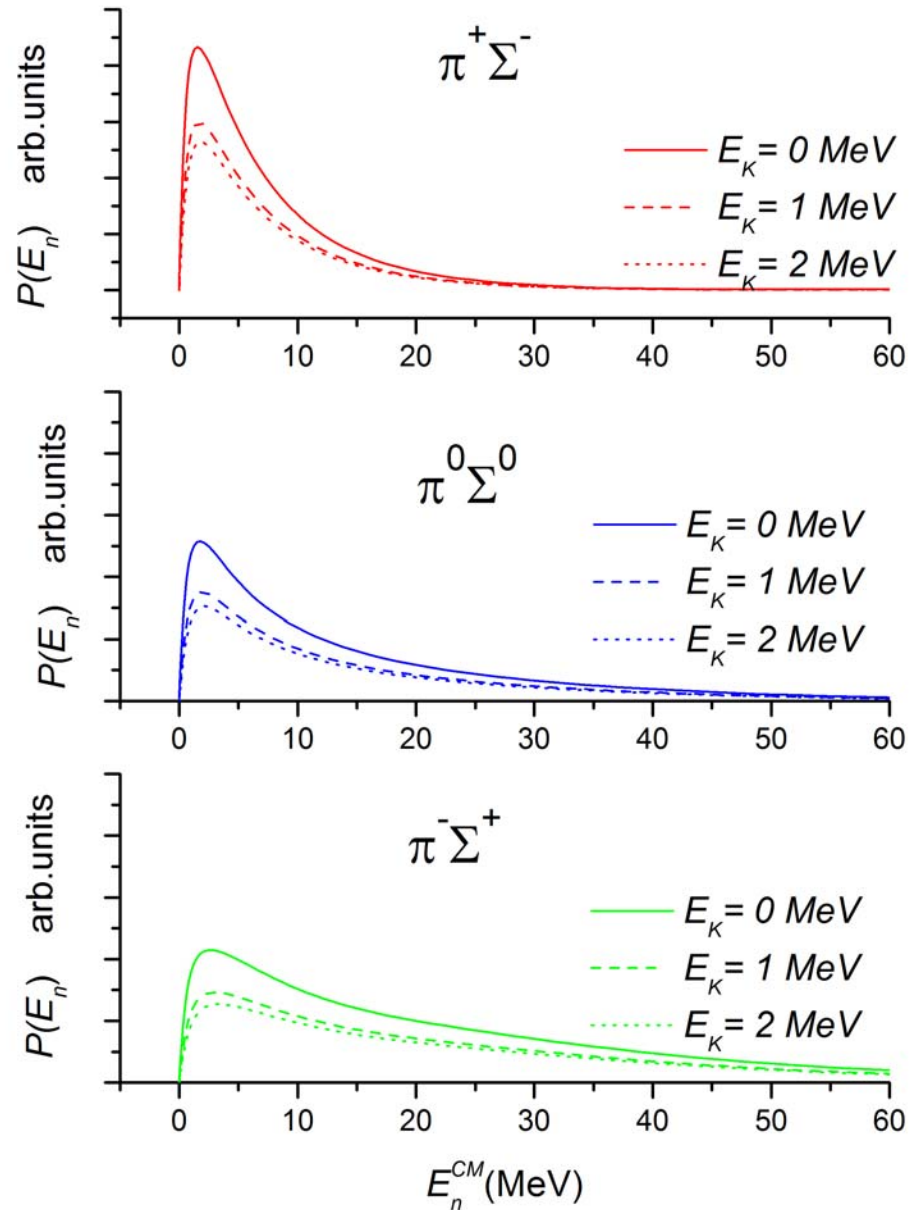 P(E_n) arb.units
π⁺Σ⁻
E_K= 0 MeV
E_K= 1 MeV
E_K= 2 MeV
0 10 20 30 40 50 60
P(E_n) arb.units
π⁰Σ⁰
E_K= 0 MeV
E_K= 1 MeV
E_K= 2 MeV
0 10 20 30 40 50 60
P(E_n) arb.units
π⁻Σ⁺
E_K= 0 MeV
E_K= 1 MeV
E_K= 2 MeV
0 10 20 30 40 50 60
E_n^CM(MeV)